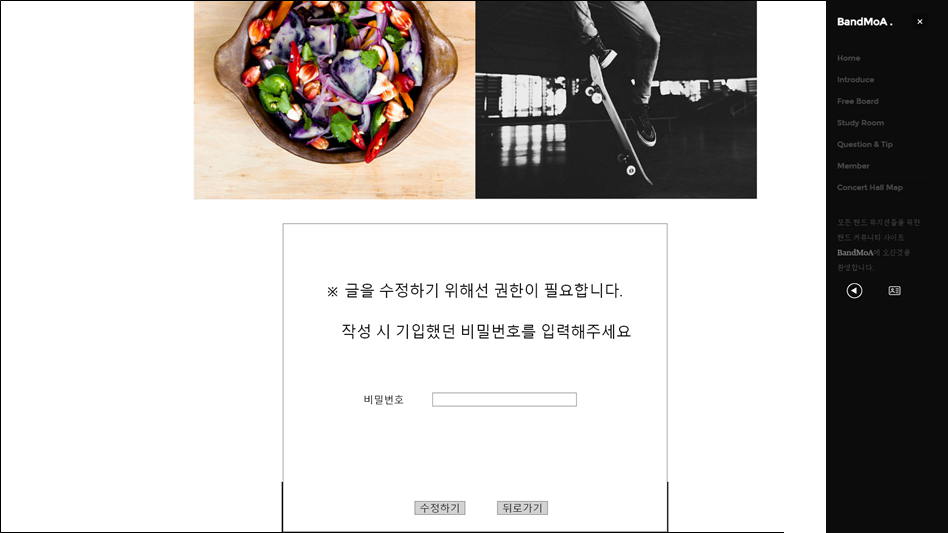 BandMoA .
×
Home
Introduce
Free Board
Study Room
Question & Tip
Member
Concert Hall Map
모든 밴드 뮤지션들을 위한
밴드 커뮤니티 사이트
BandMoA에 오신것을
환영합니다.
※ 글을 수정하기 위해선 권한이 필요합니다.
작성 시 기입했던 비밀번호를 입력해주세요
비밀번호
수정하기 뒤로가기